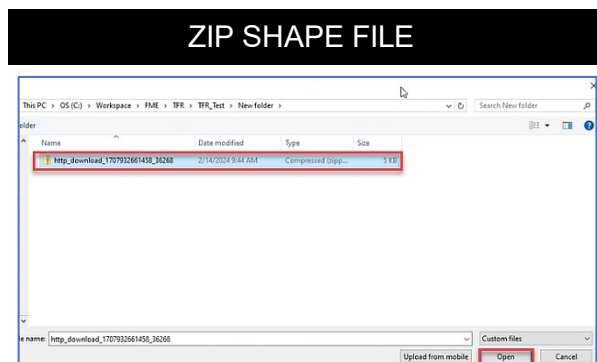 ZIP SHAPE FILE
This PC > OS (C:) > Workspace > FME > TFR > TFR_Test > New folder >
Search New folder
older
Name Date modified Type Size
http_download_1707932661458_36268 2/14/2024 9:44 AM Compressed (zipp... 5 KB
le name: http_download_1707932661458_36268 Custom files
Upload from mobile Open Cancel